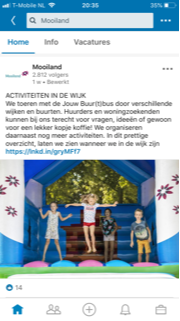 T-Mobile NL
20:35
35%
Mooiland
Home Info Vacatures
Mooiland
2.812 volgers
1 w • Bewerkt
ACTIVITEITEN IN DE WIJK
We toeren met de Jouw Buur(t)bus door verschillende
wijken en buurten. Huurders en woningzoekenden
kunnen bij ons terecht voor vragen, ideeën of gewoon
voor een lekker kopje koffie! We organiseren
daarnaast nog meer activiteiten. In dit prettige
overzicht, laten we zien wanneer we in de wijk zijn
https://lnkd.in/gryMFf7
14